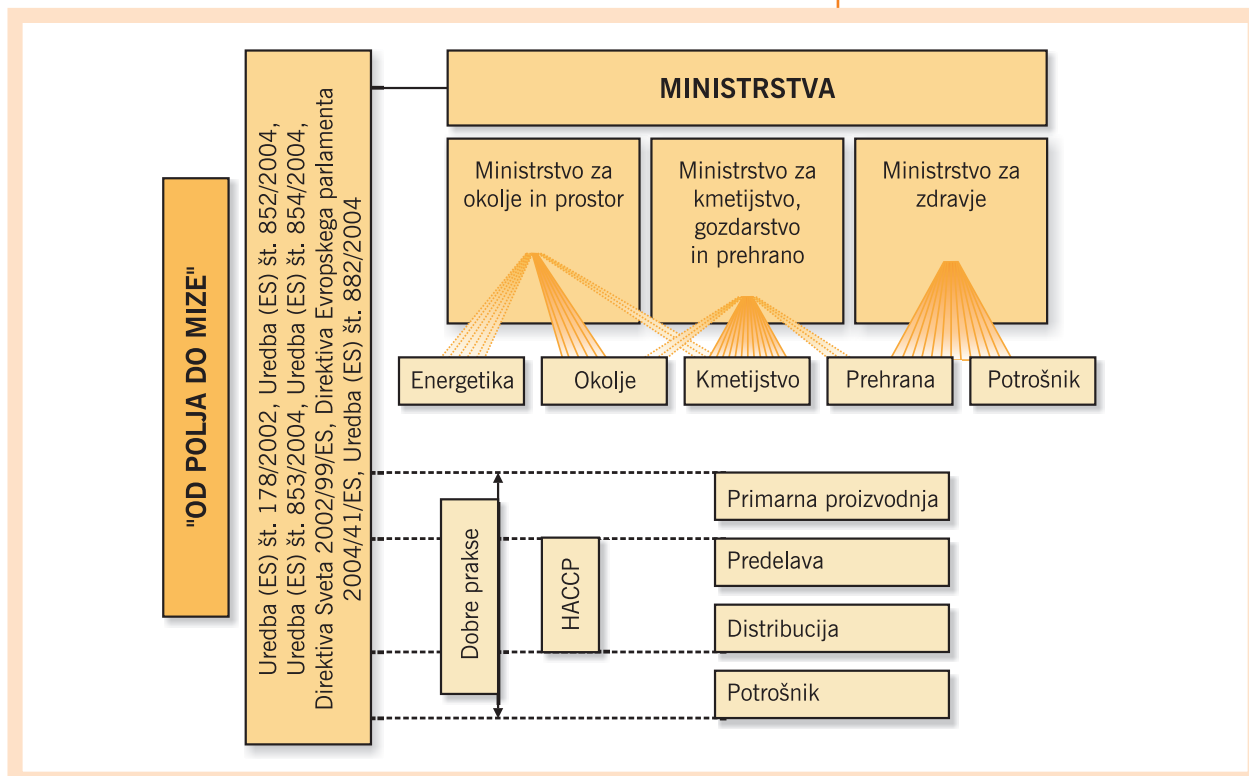 "OD POLJA DO MIZE"
Uredba (ES) št. 178/2002, Uredba (ES) št. 852/2004,
Uredba (ES) št. 853/2004, Uredba (ES) št. 854/2004,
Direktiva Sveta 2002/99/ES, Direktiva Evropskega parlamenta
2004/41/ES, Uredba (ES) št. 882/2004
MINISTRSTVA
Ministrstvo za
okolje in prostor
Ministrstvo za
kmetijstvo,
gozdarstvo
in prehrano
Ministrstvo za
zdravje
Energetika
Okolje
Kmetijstvo
Prehrana
Potrošnik
Dobre prakse
HACCP
Primarna proizvodnja
Predelava
Distribucija
Potrošnik